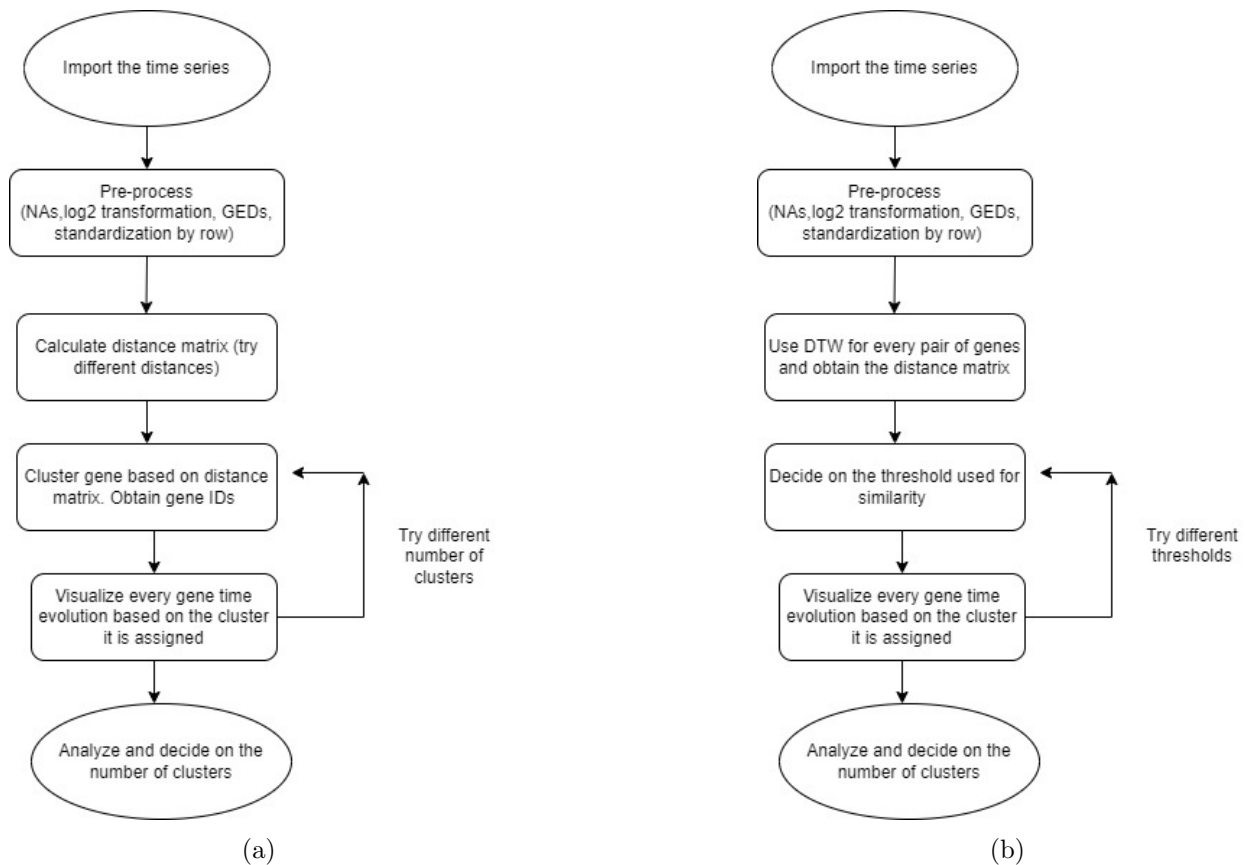 Import the time series
Pre-process
(NAs,log2 transformation, GEDs,
standardization by row)
Calculate distance matrix (try
different distances)
Cluster gene based on distance
matrix. Obtain gene IDs
Try different
number of
clusters
Visualize every gene time
evolution based on the cluster
it is assigned
Analyze and decide on the
number of clusters
(a)
Import the time series
Pre-process
(NAs,log2 transformation, GEDs,
standardization by row)
Use DTW for every pair of genes
and obtain the distance matrix
Decide on the threshold used for
similarity
Try different
thresholds
Visualize every gene time
evolution based on the cluster
it is assigned
Analyze and decide on the
number of clusters
(b)